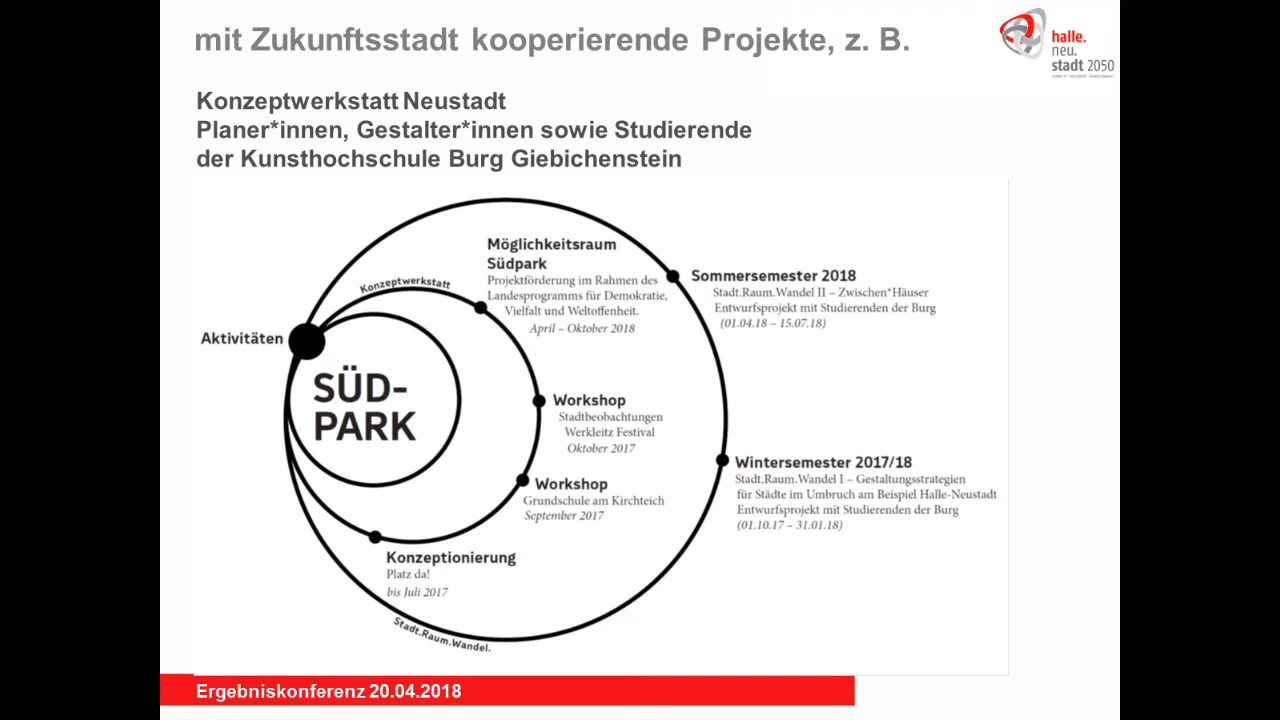 mit Zukunftsstadt kooperierende Projekte, z. B.
halle.
neu.
stadt 2050
Konzeptwerkstatt Neustadt
Planer*innen, Gestalter*innen sowie Studierende
der Kunsthochschule Burg Giebichenstein
Möglichkeitsraum
Südpark
Projektförderung im Rahmen des
Landesprogramms für Demokratie,
Vielfalt und Weltoffenheit.
April – Oktober 2018
Sommersemester 2018
Stadt.Raum.Wandel II – Zwischen*Häuser
Entwurfsprojekt mit Studierenden der Burg
(01.04.18 – 15.07.18)
Konzeptwerkstatt
Aktivitäten
SÜD-
PARK
Workshop
Stadtbeobachtungen
Werkleitz Festival
Oktober 2017
Wintersemester 2017/18
Stadt.Raum.Wandel I – Gestaltungsstrategien
für Städte im Umbruch am Beispiel Halle-Neustadt
Entwurfsprojekt mit Studierenden der Burg
(01.10.17 – 31.01.18)
Workshop
Grundschule am Kirchteich
September 2017
Konzeptionierung
Platz da!
bis Juli 2017
Stadt.Raum.Wandel.
Ergebniskonferenz 20.04.2018